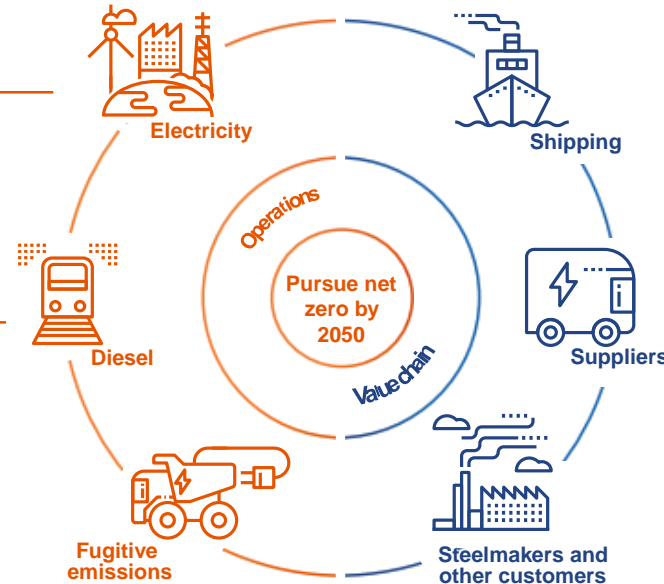 Electricity
Shipping
Operations
Pursue net
zero by
2050
Diesel
Suppliers
Value chain
Fugitive
emissions
Steelmakers and
other customers